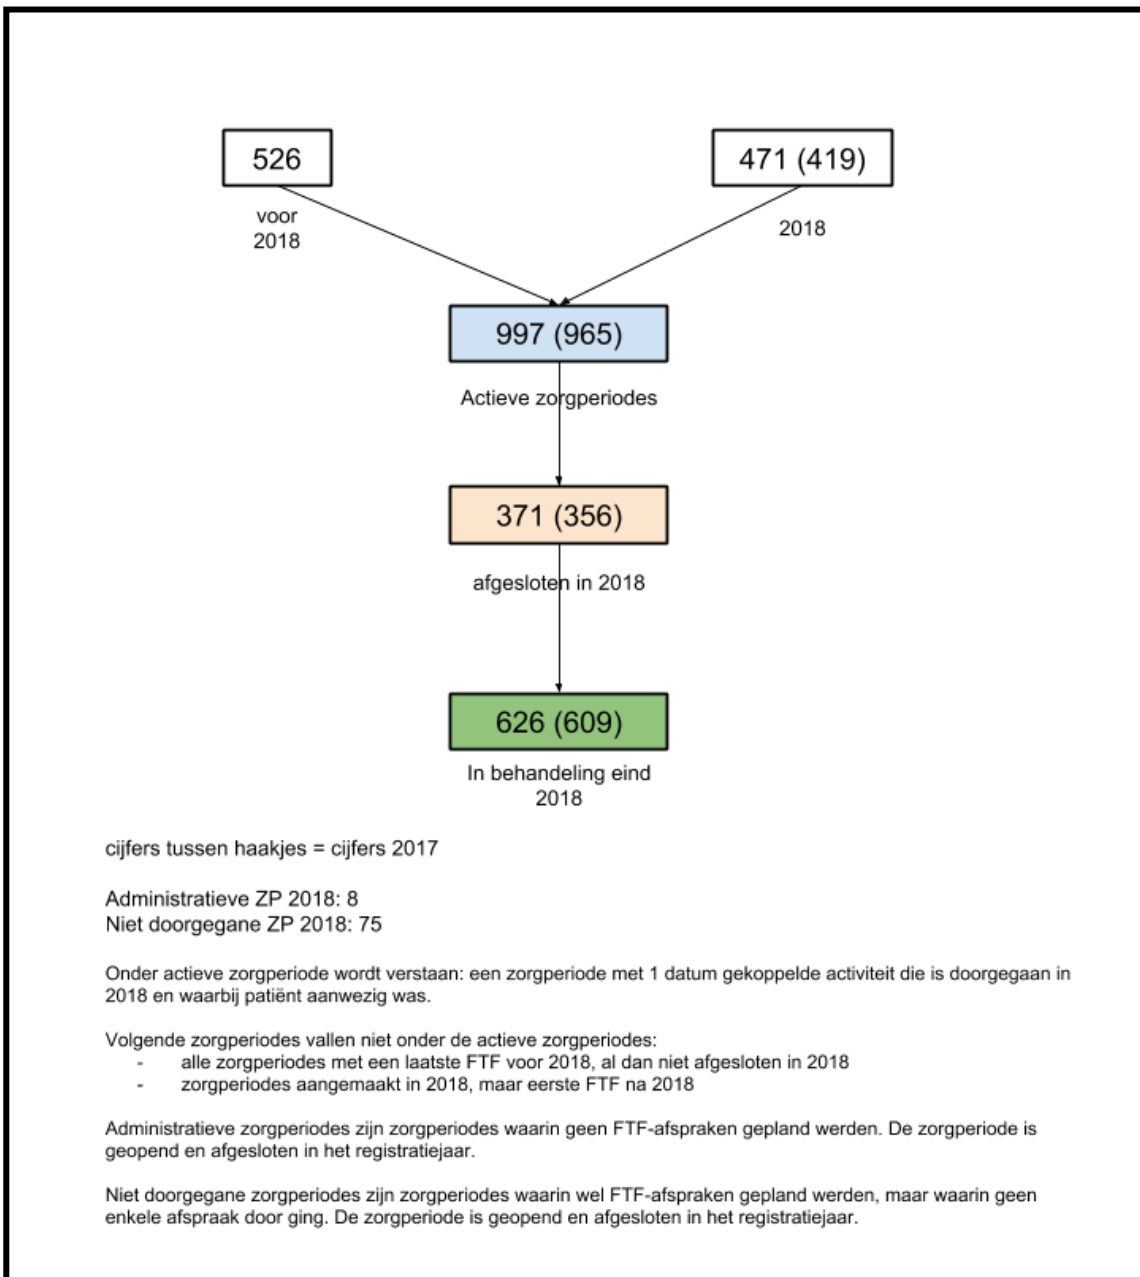 526
471 (419)
voor
2018
2018
997 (965)
Actieve zorgperiodes
371 (356)
afgesloten in 2018
626 (609)
In behandeling eind
2018
cijfers tussen haakjes = cijfers 2017
Administratieve ZP 2018: 8
Niet doorgegane ZP 2018: 75
Onder actieve zorgperiode wordt verstaan: een zorgperiode met 1 datum gekoppelde activiteit die is doorgegaan in
2018 en waarbij patiënt aanwezig was.
Volgende zorgperiodes vallen niet onder de actieve zorgperiodes:
- alle zorgperiodes met een laatste FTF voor 2018, al dan niet afgesloten in 2018
- zorgperiodes aangemaakt in 2018, maar eerste FTF na 2018
Administratieve zorgperiodes zijn zorgperiodes waarin geen FTF-afspraken gepland werden. De zorgperiode is
geopend en afgesloten in het registratiejaar.
Niet doorgegane zorgperiodes zijn zorgperiodes waarin wel FTF-afspraken gepland werden, maar waarin geen
enkele afspraak door ging. De zorgperiode is geopend en afgesloten in het registratiejaar.